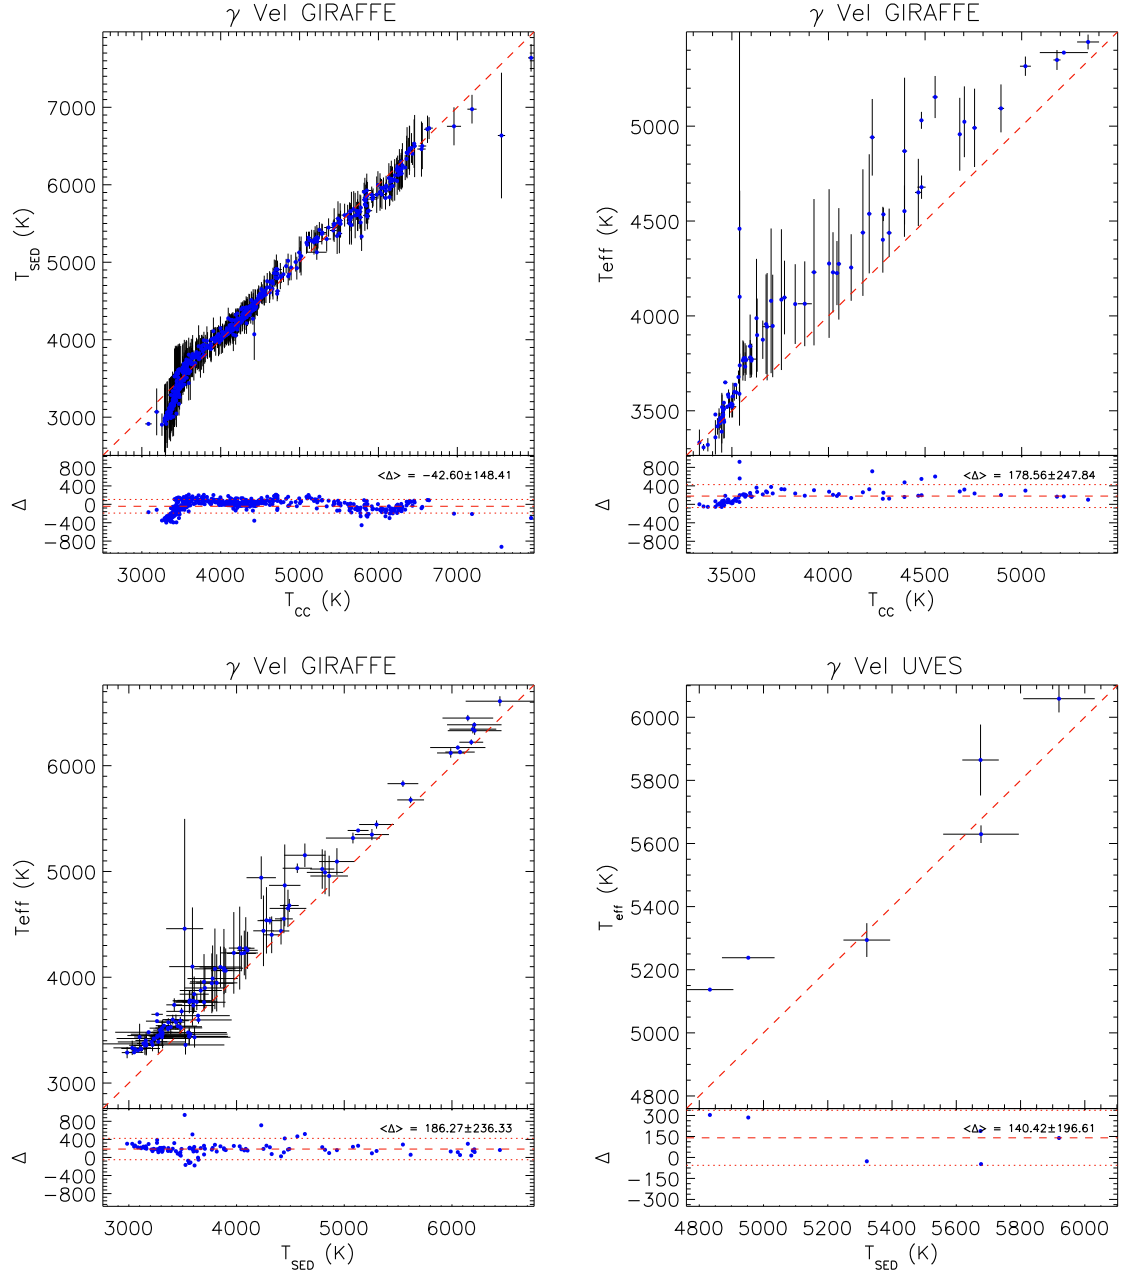 γ Vel GIRAFFE
7000
6000
5000
4000
3000
T_SED (K)
800
400
0
−400
−800
Δ
<Δ> = −42.60±148.41
3000 4000 5000 6000 7000
T_CC (K)
γ Vel GIRAFFE
5000
4500
4000
3500
Teff (K)
800
400
0
−400
−800
Δ
<Δ> = 178.56±247.84
3500 4000 4500 5000
T_CC (K)
γ Vel GIRAFFE
6000
5000
4000
3000
Teff (K)
800
400
0
−400
−800
Δ
<Δ> = 186.27±236.33
3000 4000 5000 6000
T_SED (K)
γ Vel UVES
6000
5800
5600
5400
5200
5000
4800
T_eff (K)
300
150
0
−150
−300
Δ
<Δ> = 140.42±196.61
4800 5000 5200 5400 5600 5800 6000
T_SED (K)